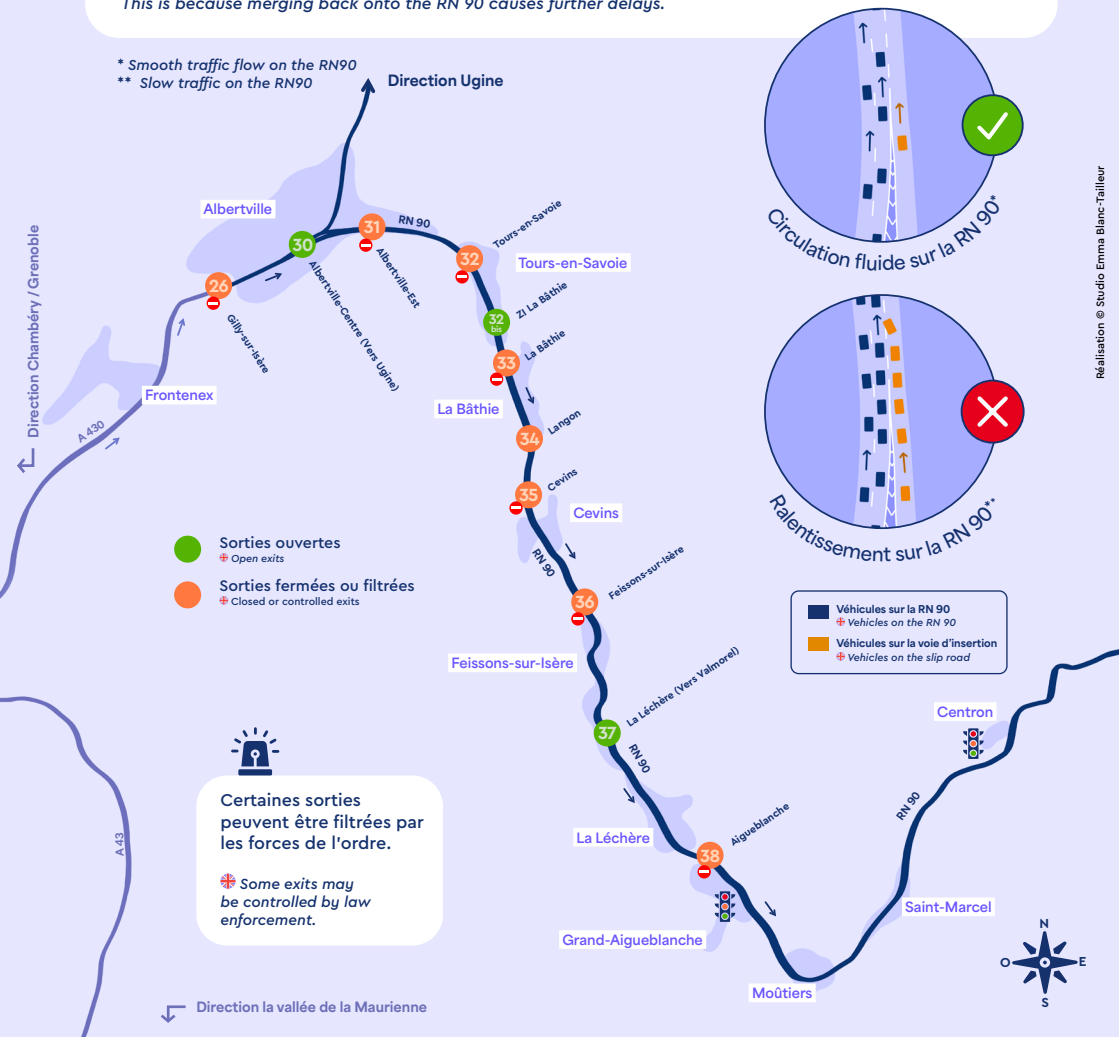 This is because merging back onto the RN 90 causes further delays.
* Smooth traffic flow on the RN90
** Slow traffic on the RN90
Direction Ugine
Circulation fluide sur la RN 90*
Réalisation © Studio Emma Blanc-Tailleur
Albertville
31
RN 90
30
Tours-en-Savoie
32
Tours-en-Savoie
Albertville-Est
26
Albertville-Centre (Vers Ugine)
ZI La Bâthie
32
bis
Gilly-sur-Isère
La Bâthie
33
Direction Chambéry / Grenoble
Frontenex
La Bâthie
A 430
Langon
34
Cevins
35
Cevins
RN 90
Ralentissement sur la RN 90**
Sorties ouvertes
Open exits
Sorties fermées ou filtrées
Closed or controlled exits
Feissons-sur-Isère
36
Véhicules sur la RN 90
Vehicles on the RN 90
Véhicules sur la voie d'insertion
Vehicles on the slip road
Feissons-sur-Isère
La Léchère (Vers Valmorel)
37
RN 90
Centron
RN 90
Certaines sorties
peuvent être filtrées par
les forces de l'ordre.
Some exits may
be controlled by law
enforcement.
A 43
La Léchère
Aigueblanche
38
Saint-Marcel
Grand-Aigueblanche
Moûtiers
N
O
E
S
Direction la vallée de la Maurienne